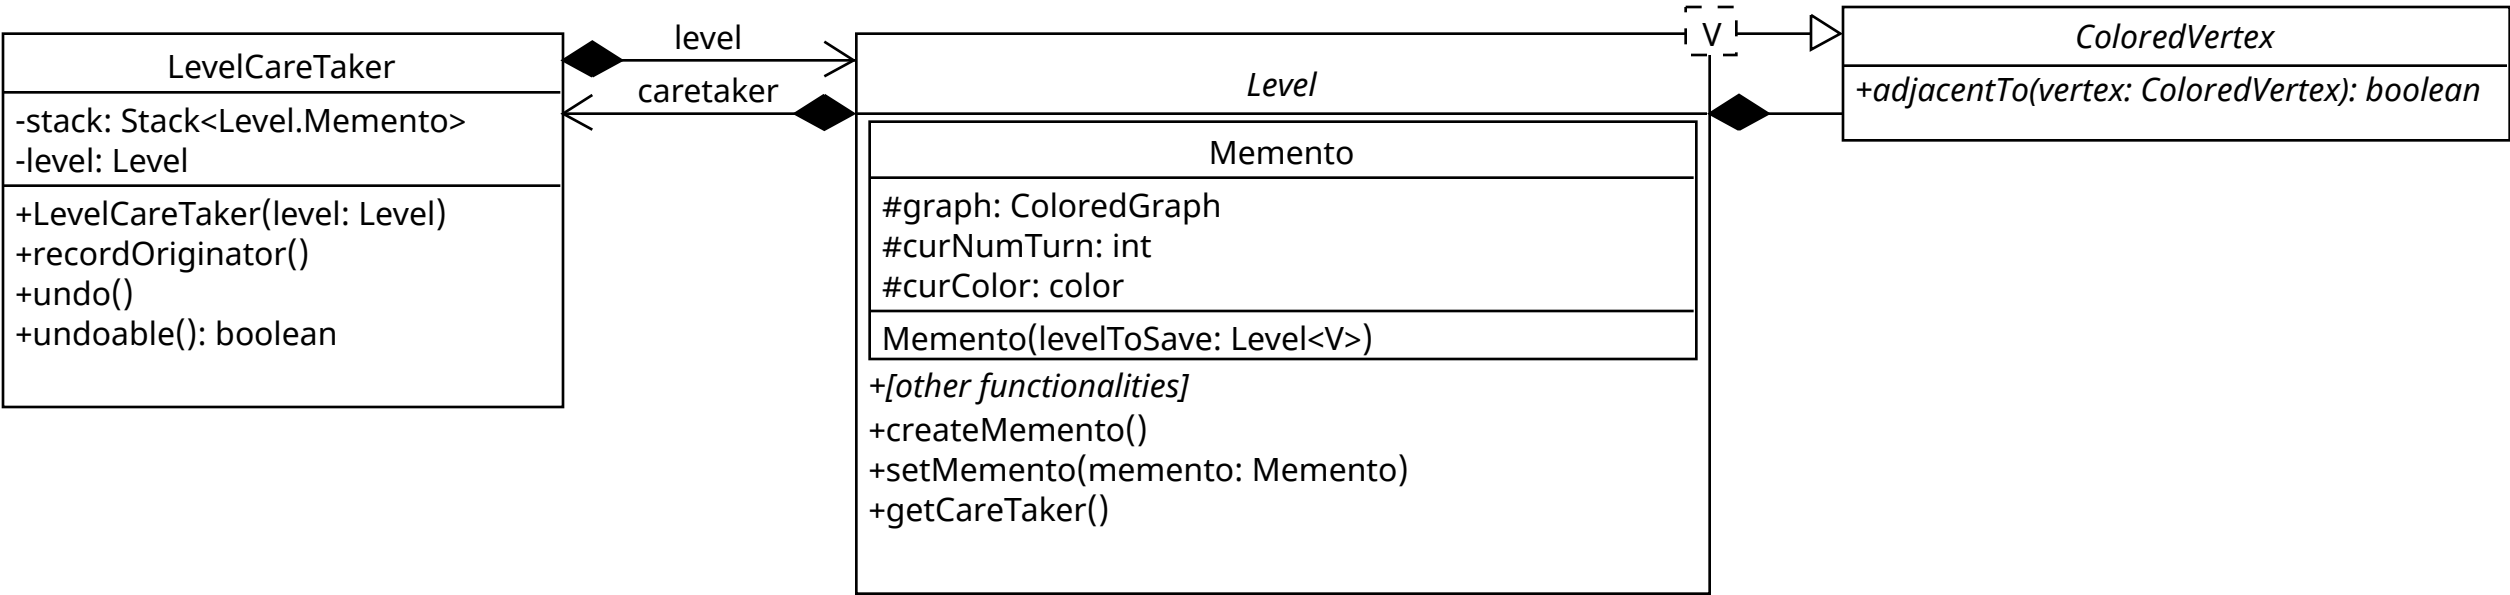 LevelCareTaker
-stack: Stack<Level.Memento>
-level: Level
+LevelCareTaker(level: Level)
+recordOriginator()
+undo()
+undoable(): boolean
level
caretaker
V
Level
Memento
#graph: ColoredGraph
#curNumTurn: int
#curColor: color
Memento(levelToSave: Level<V>)
+[other functionalities]
+createMemento()
+setMemento(memento: Memento)
+getCareTaker()
ColoredVertex
+adjacentTo(vertex: ColoredVertex): boolean